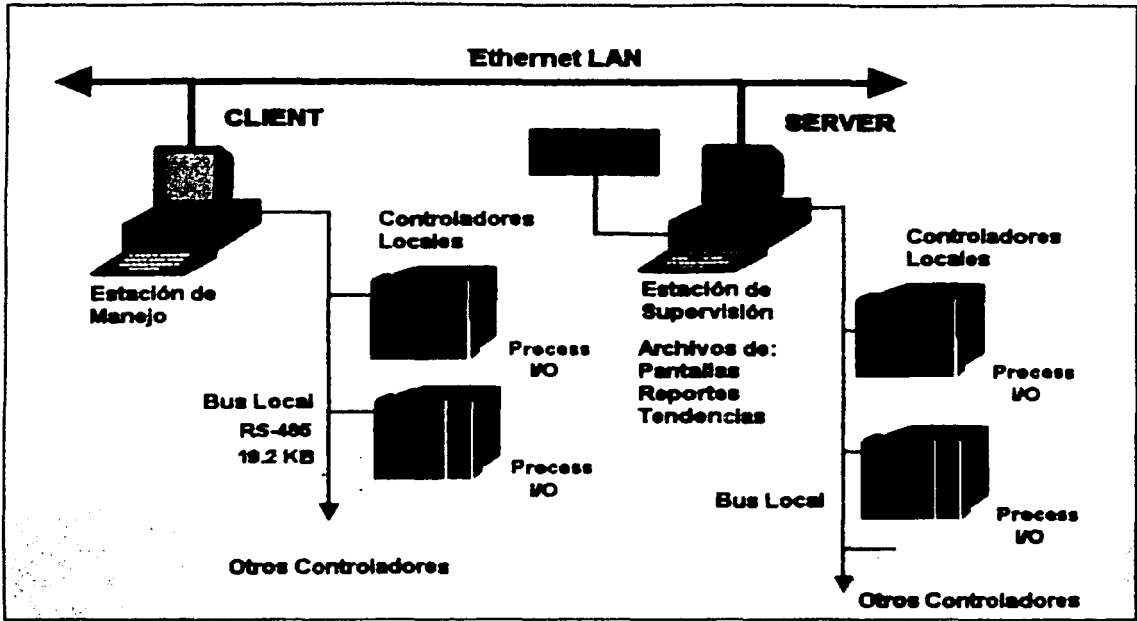 Ethernet LAN
CLIENT
SERVER
Controladores
Locales
Estación de
Manejo
Process
I/O
Bus Local
RS-485
19.2 KB
Process
I/O
Otros Controladores
Controladores
Locales
Estación de
Supervisión
Archivos de:
Pantallas
Reportes
Tendencias
Process
I/O
Bus Local
Process
I/O
Otros Controladores